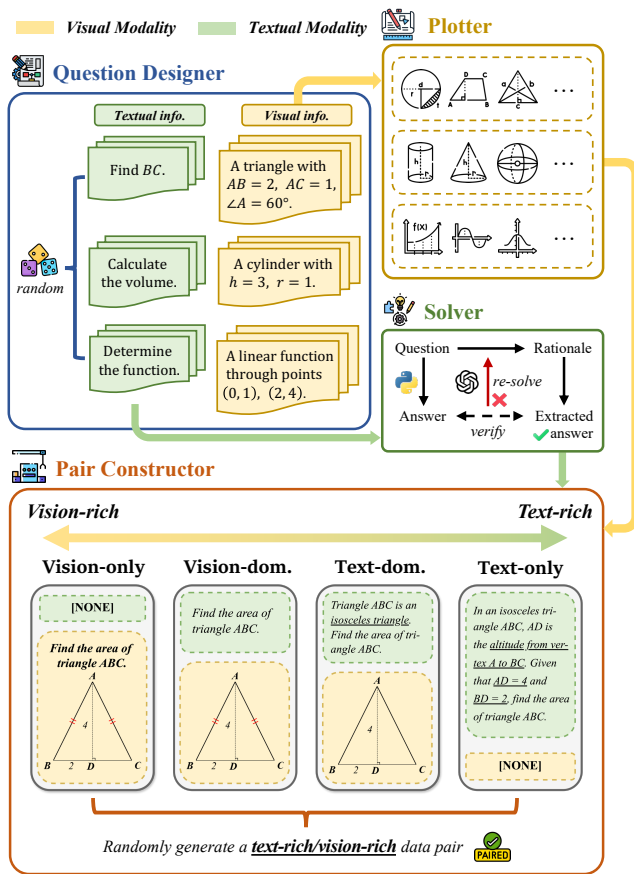 Visual Modality
Textual Modality
Plotter
Question Designer
Textual info.
Visual info.
Find BC.
A triangle with
AB = 2, AC = 1,
∠A = 60°.
random
Calculate
the volume.
A cylinder with
h = 3, r = 1.
Determine
the function.
A linear function
through points
(0, 1), (2, 4).
d
r
t
D
C
A
B
a
b
h
c
···
h
r
h
r
···
f(X)
···
Solver
Question
Rationale
re-solve
Answer
verify
Extracted
answer
Pair Constructor
Vision-rich
Text-rich
Vision-only
Vision-dom.
Text-dom.
Text-only
[NONE]
Find the area of
triangle ABC.
A
4
B
2
D
C
Find the area of
triangle ABC.
A
4
B
2
D
C
Triangle ABC is an
isosceles triangle.
Find the area of tri-
angle ABC.
A
4
B
2
D
C
In an isosceles tri-
angle ABC, AD is
the altitude from ver-
tex A to BC. Given
that AD = 4 and
BD = 2, find the area
of triangle ABC.
[NONE]
Randomly generate a text-rich/vision-rich data pair
PAIRED